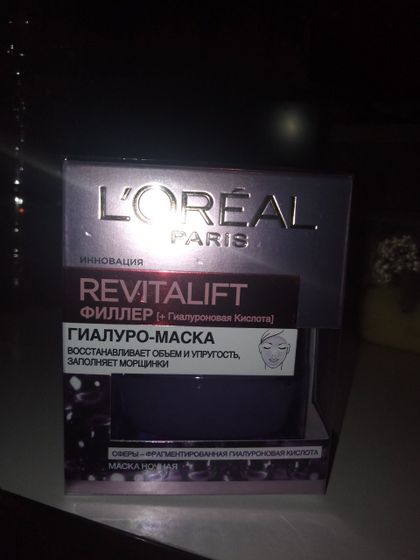 L'ORÉAL
PARIS
ИННОВАЦИЯ
REVITALIFT
ФИЛЛЕР [+ Гиалуроновая Кислота]
ГИАЛУРО-МАСКА
ВОССТАНАВЛИВАЕТ ОБЪЕМ И УПРУГОСТЬ,
ЗАПОЛНЯЕТ МОРЩИНКИ
СФЕРЫ – ФРАГМЕНТИРОВАННАЯ ГИАЛУРОНОВАЯ КИСЛОТА
МАСКА НОЧНАЯ